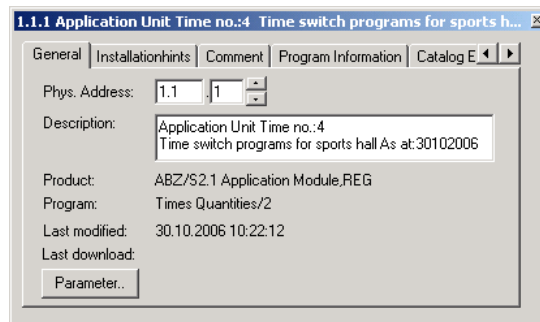 1.1.1 Application Unit Time no.:4 Time switch programs for sports h...
General Installationhints Comment Program Information Catalog E
Phys. Address: 1.1 .1
Description: Application Unit Time no.:4
Time switch programs for sports hall As at:30102006
Product: ABZ/S2.1 Application Module,REG
Program: Times Quantities/2
Last modified: 30.10.2006 10:22:12
Last download:
Parameter..